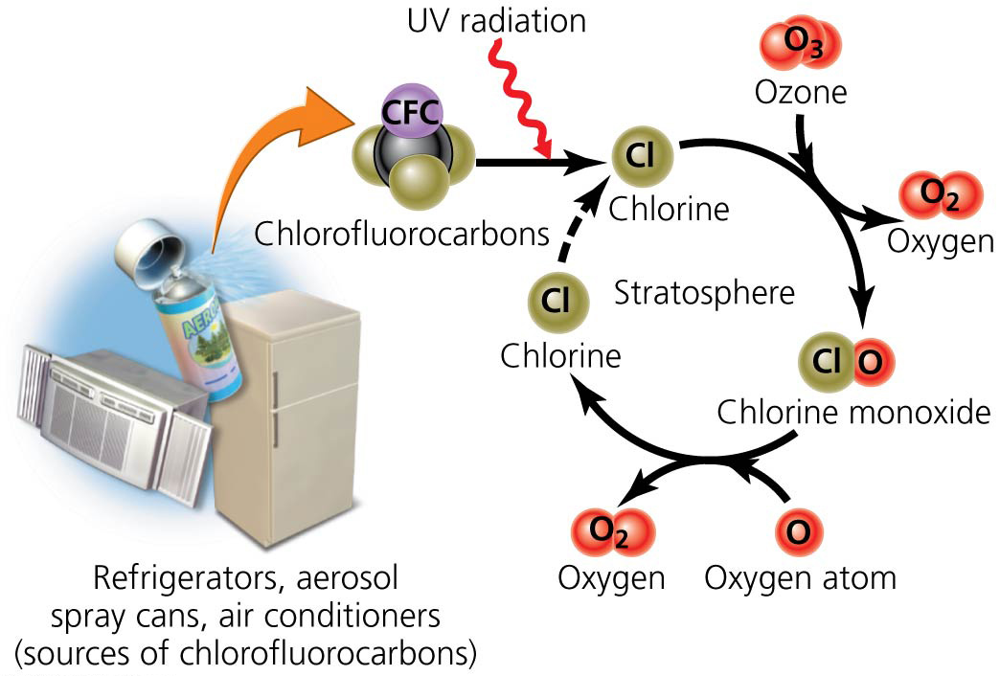 UV radiation
O3
Ozone
CFC
Chlorofluorocarbons
Cl
Chlorine
O2
Oxygen
Cl
Chlorine
Stratosphere
Cl O
Chlorine monoxide
O2
Oxygen
O
Oxygen atom
Refrigerators, aerosol
spray cans, air conditioners
(sources of chlorofluorocarbons)